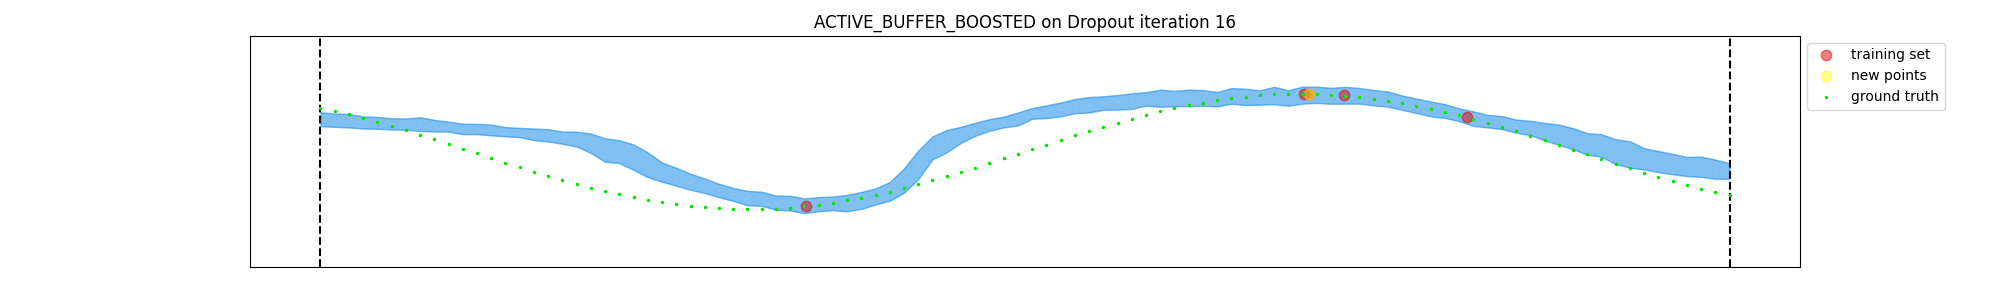 ACTIVE_BUFFER_BOOSTED on Dropout iteration 16
training set
new points
ground truth